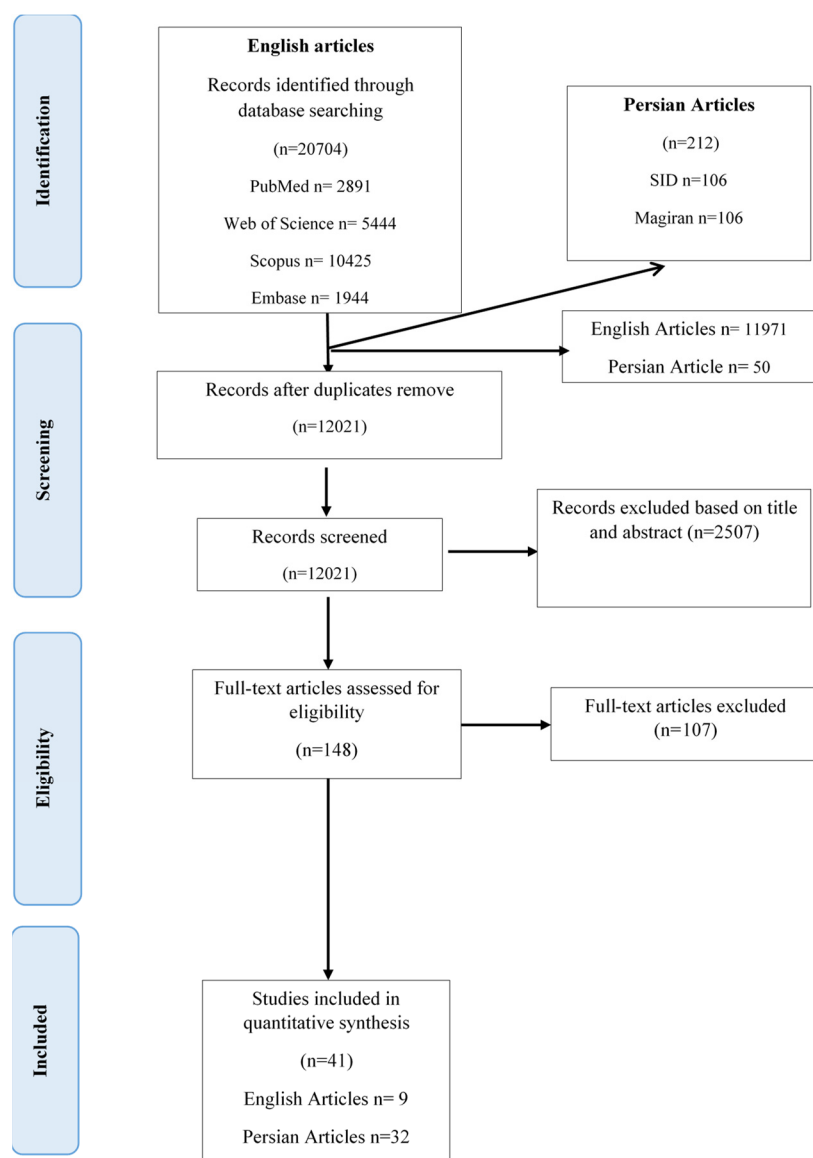 Identification
English articles
Records identified through
database searching
(n=20704)
PubMed n= 2891
Web of Science n= 5444
Scopus n= 10425
Embase n= 1944
Persian Articles
(n=212)
SID n=106
Magiran n=106
Screening
English Articles n= 11971
Persian Article n= 50
Records after duplicates remove
(n=12021)
Records screened
(n=12021)
Records excluded based on title
and abstract (n=2507)
Eligibility
Full-text articles assessed for
eligibility
(n=148)
Full-text articles excluded
(n=107)
Included
Studies included in
quantitative synthesis
(n=41)
English Articles n= 9
Persian Articles n=32